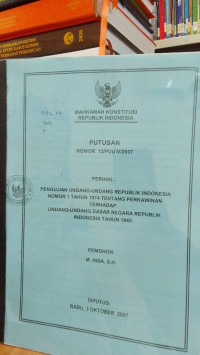 MAHKAMAH KONSTITUSI
REPUBLIK INDONESIA
PUTUSAN
NOMOR 12/PUU-V/2007
PERIHAL:
PENGUJIAN UNDANG-UNDANG REPUBLIK INDONESIA
NOMOR 1 TAHUN 1974 TENTANG PERKAWINAN
TERHADAP
UNDANG-UNDANG DASAR NEGARA REPUBLIK
INDONESIA TAHUN 1945
PEMOHON:
M. INSA, S.H.
DIPUTUS:
RABU, 3 OKTOBER 2007